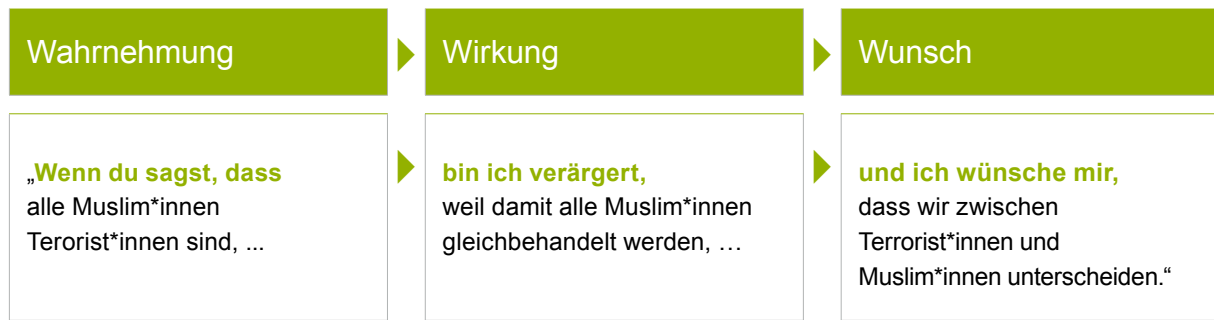 Wahrnehmung
Wirkung
Wunsch
„Wenn du sagst, dass
alle Muslim*innen
Terorist*innen sind, ...
bin ich verärgert,
weil damit alle Muslim*innen
gleichbehandelt werden, …
und ich wünsche mir,
dass wir zwischen
Terrorist*innen und
Muslim*innen unterscheiden.“